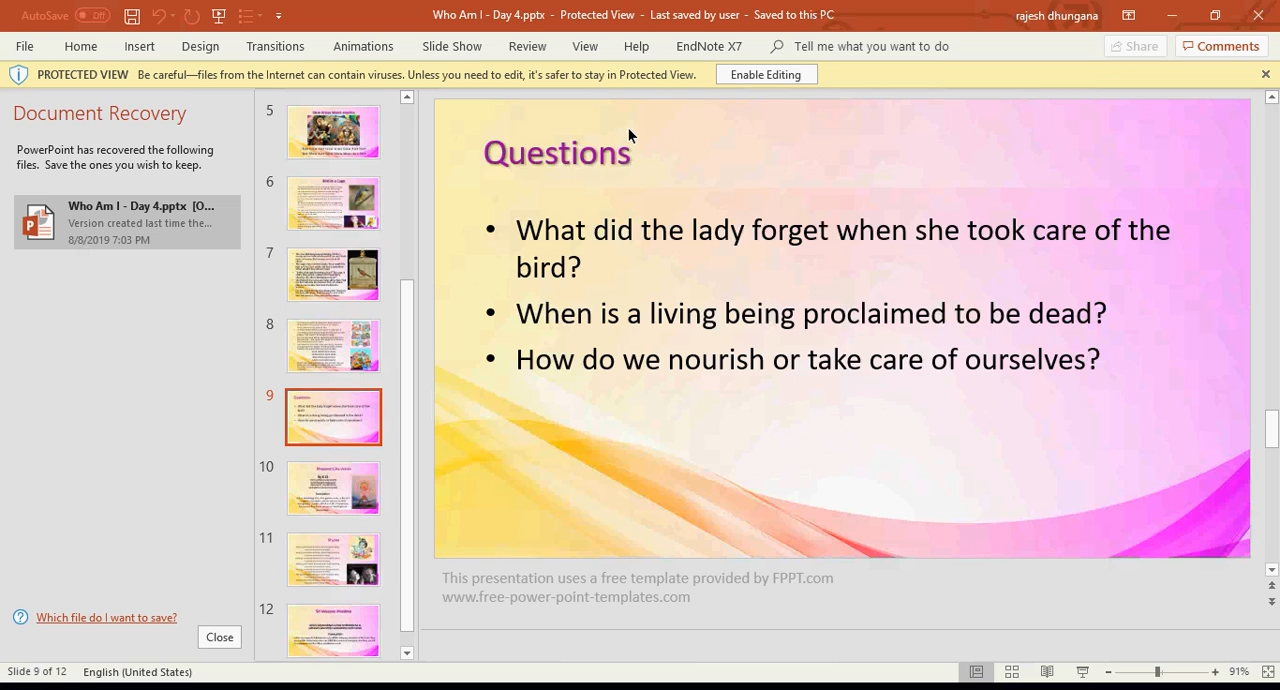 AutoSave Off
Who Am I - Day 4.pptx - Protected View - Last saved by user - Saved to this PC
rajesh dhungana
File Home Insert Design Transitions Animations Slide Show Review View Help EndNote X7 Tell me what you want to do Share Comments
PROTECTED VIEW Be careful—files from the Internet can contain viruses. Unless you need to edit, it's safer to stay in Protected View. Enable Editing
Document Recovery
PowerPoint has recovered the following
files. Save the ones you wish to keep.
Who Am I - Day 4.pptx [O...
Version created last time the...
8/8/2019 7:03 PM
Which file do I want to save?
Close
5
6
7
8
9
10
11
12
Questions
• What did the lady forget when she took care of the
bird?
• When is a living being proclaimed to be dead?
• How do we nourish or take care of ourselves?
This presentation uses a free template provided by FPPT.com
www.free-power-point-templates.com
Slide 9 of 12 English (United States)
91%